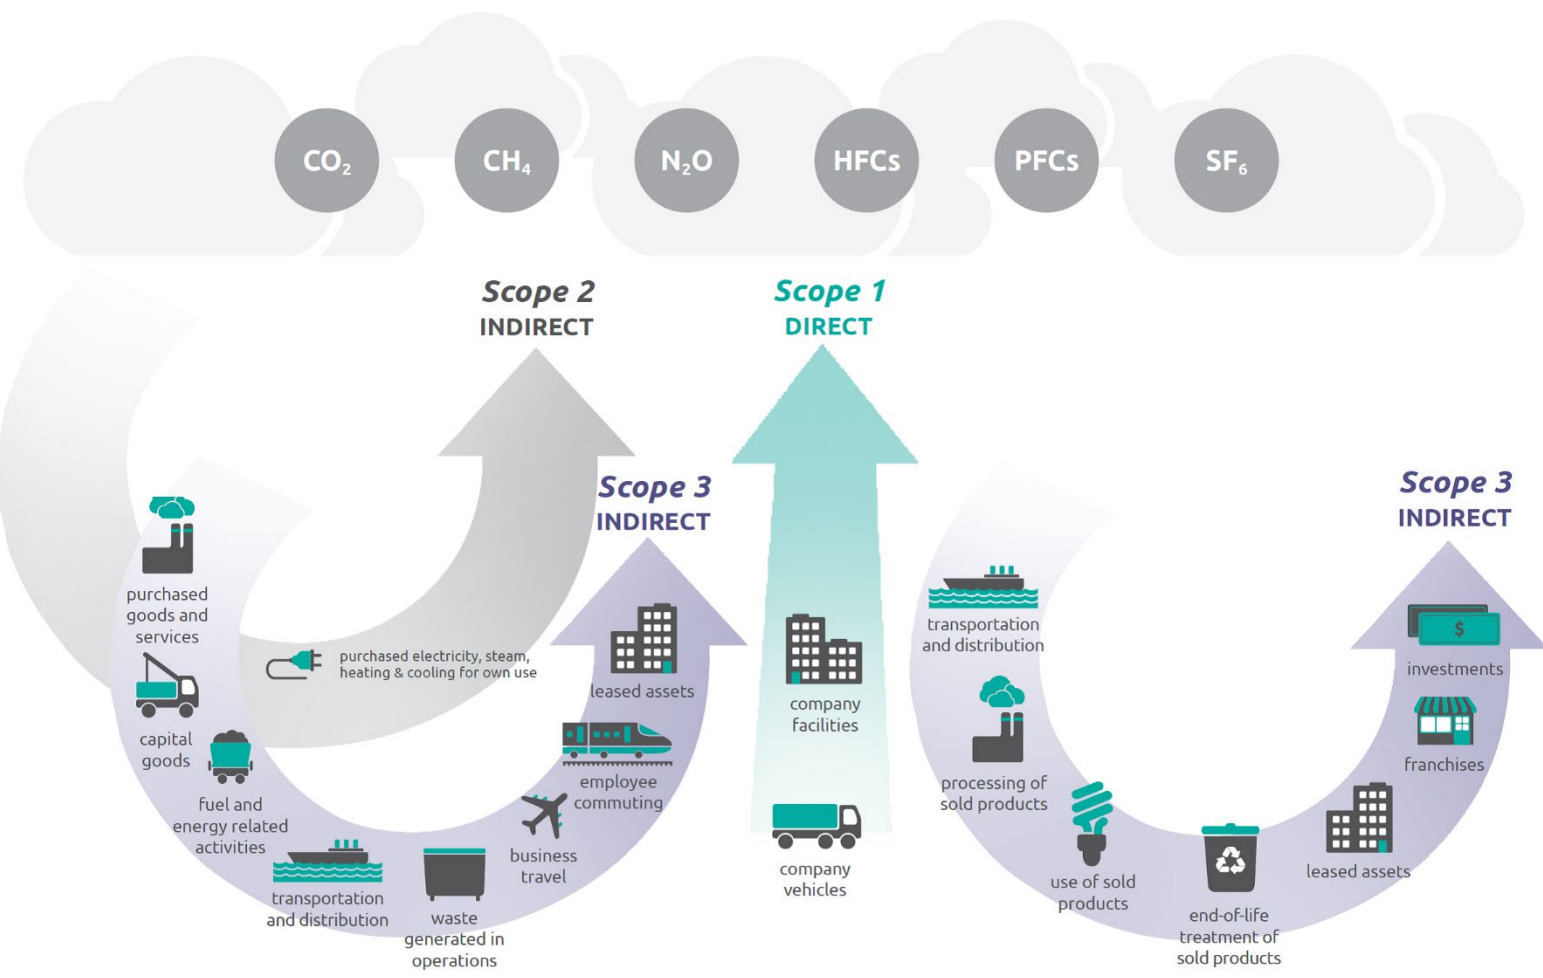 CO₂
CH₄
N₂O
HFCs
PFCs
SF₆
Scope 2
INDIRECT
Scope 1
DIRECT
Scope 3
INDIRECT
Scope 3
INDIRECT
purchased
goods and
services
capital
goods
fuel and
energy related
activities
transportation
and distribution
waste
generated in
operations
business
travel
employee
commuting
leased assets
purchased electricity, steam,
heating & cooling for own use
company
facilities
company
vehicles
transportation
and distribution
processing of
sold products
use of sold
products
end-of-life
treatment of
sold products
leased assets
franchises
$
investments